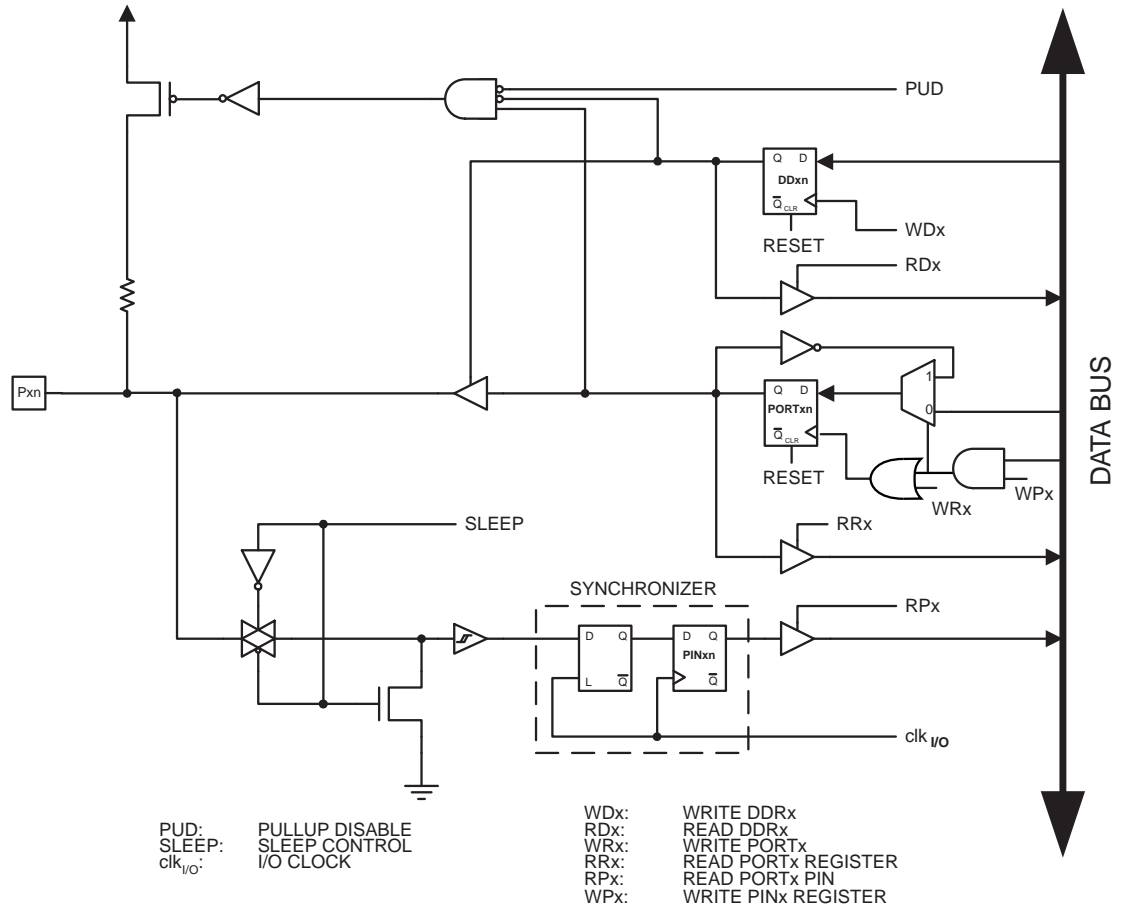 PUD
Q D
DDxn
Q CLR
WDx
RESET
RDx
Pxn
1
Q D
PORTxn
0
Q CLR
RESET
WRx
WPx
DATA BUS
SLEEP
RRx
SYNCHRONIZER
RPx
D Q
D Q
PINxn
L Q
Q
clk I/O
PUD: PULLUP DISABLE
SLEEP: SLEEP CONTROL
clkI/O: I/O CLOCK
WDx: WRITE DDRx
RDx: READ DDRx
WRx: WRITE PORTx
RRx: READ PORTx REGISTER
RPx: READ PORTx PIN
WPx: WRITE PINx REGISTER